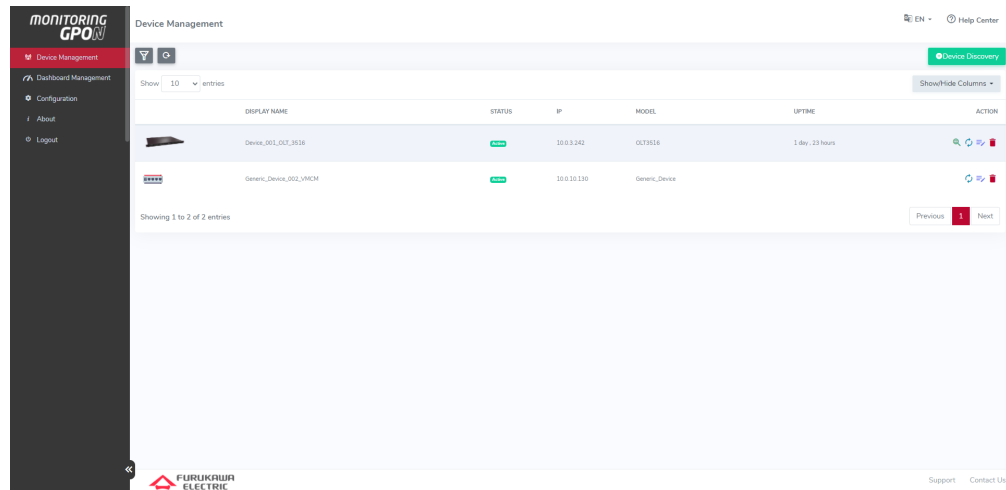 MONITORING
GPON
Device Management
Dashboard Management
Configuration
About
Logout
Device Management
EN
Help Center
Device Discovery
Show 10 entries
Show/Hide Columns
DISPLAY NAME STATUS IP MODEL UPTIME ACTION
Device_001_OLT_3516 Active 10.0.3.242 OLT3516 1 day , 23 hours
Generic_Device_002_VMCM Active 10.0.10.130 Generic_Device
Showing 1 to 2 of 2 entries
Previous 1 Next
FURUKAWA
ELECTRIC
Support Contact Us